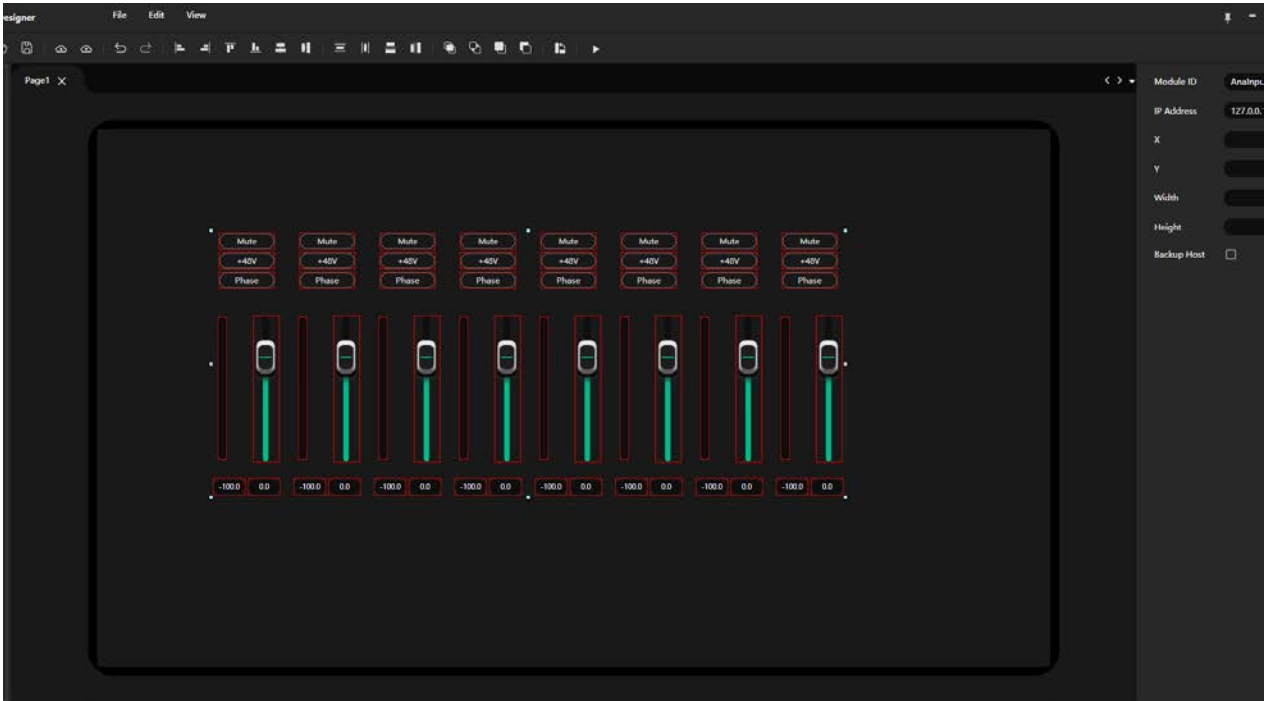 esigner File Edit View
Page1
Module ID AnaInpu
IP Address 127.0.0.1
X
Y
Width
Height
Backup Host
Mute Mute Mute Mute Mute Mute Mute Mute
+48V +48V +48V +48V +48V +48V +48V +48V
Phase Phase Phase Phase Phase Phase Phase Phase
-100.0 0.0 -100.0 0.0 -100.0 0.0 -100.0 0.0 -100.0 0.0 -100.0 0.0 -100.0 0.0 -100.0 0.0